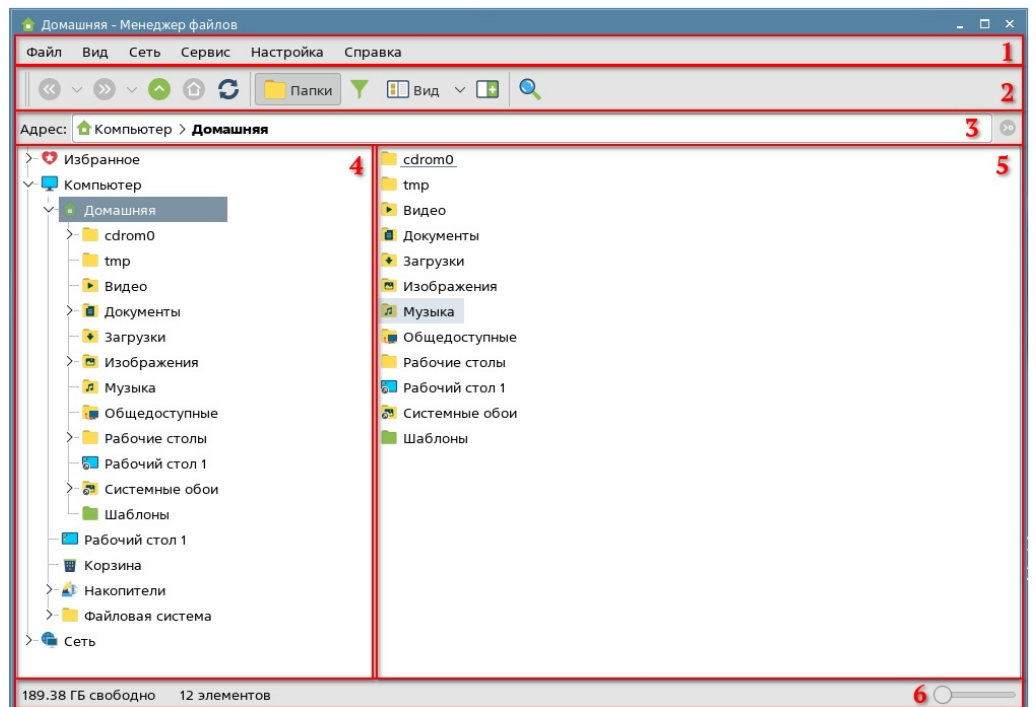 Домашняя - Менеджер файлов
Файл Вид Сеть Сервис Настройка Справка 1
Папки Вид 2
Адрес: Компьютер > Домашняя 3
Избранное 4
Компьютер
Домашняя
cdrom0
tmp
Видео
Документы
Загрузки
Изображения
Музыка
Общедоступные
Рабочие столы
Рабочий стол 1
Системные обои
Шаблоны
Рабочий стол 1
Корзина
Накопители
Файловая система
Сеть
cdrom0 5
tmp
Видео
Документы
Загрузки
Изображения
Музыка
Общедоступные
Рабочие столы
Рабочий стол 1
Системные обои
Шаблоны
189.38 ГБ свободно 12 элементов 6